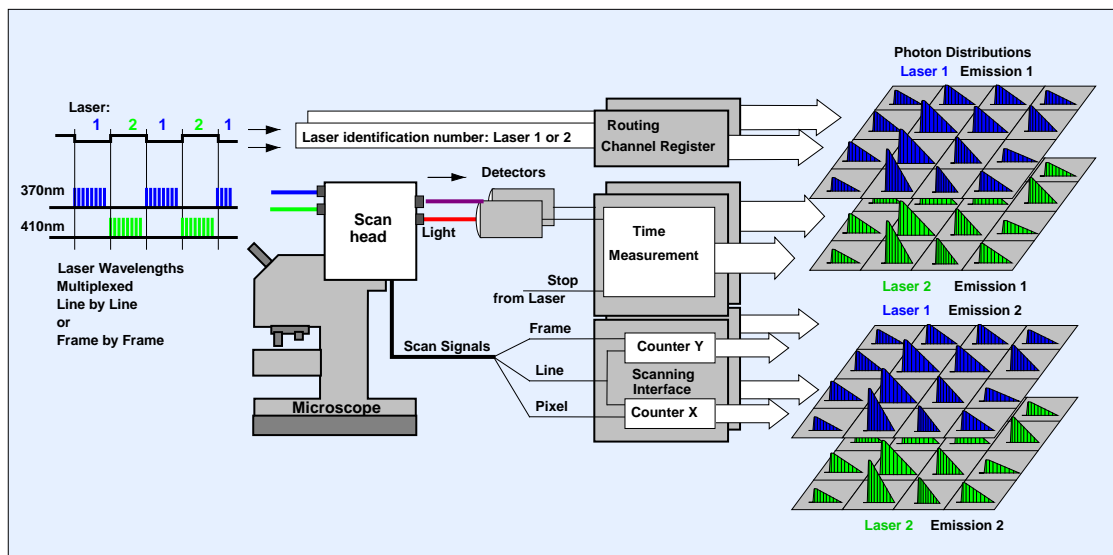 Photon Distributions
Laser 1 Emission 1
Laser:
1 2 1 2 1
Laser identification number: Laser 1 or 2
Routing
Channel Register
370nm
410nm
Scan
head
Detectors
Light
Time
Measurement
Stop
from Laser
Laser Wavelengths
Multiplexed
Line by Line
or
Frame by Frame
Laser 2 Emission 1
Laser 1 Emission 2
Frame
Scan Signals
Line
Pixel
Counter Y
Scanning
Interface
Counter X
Microscope
Laser 2 Emission 2